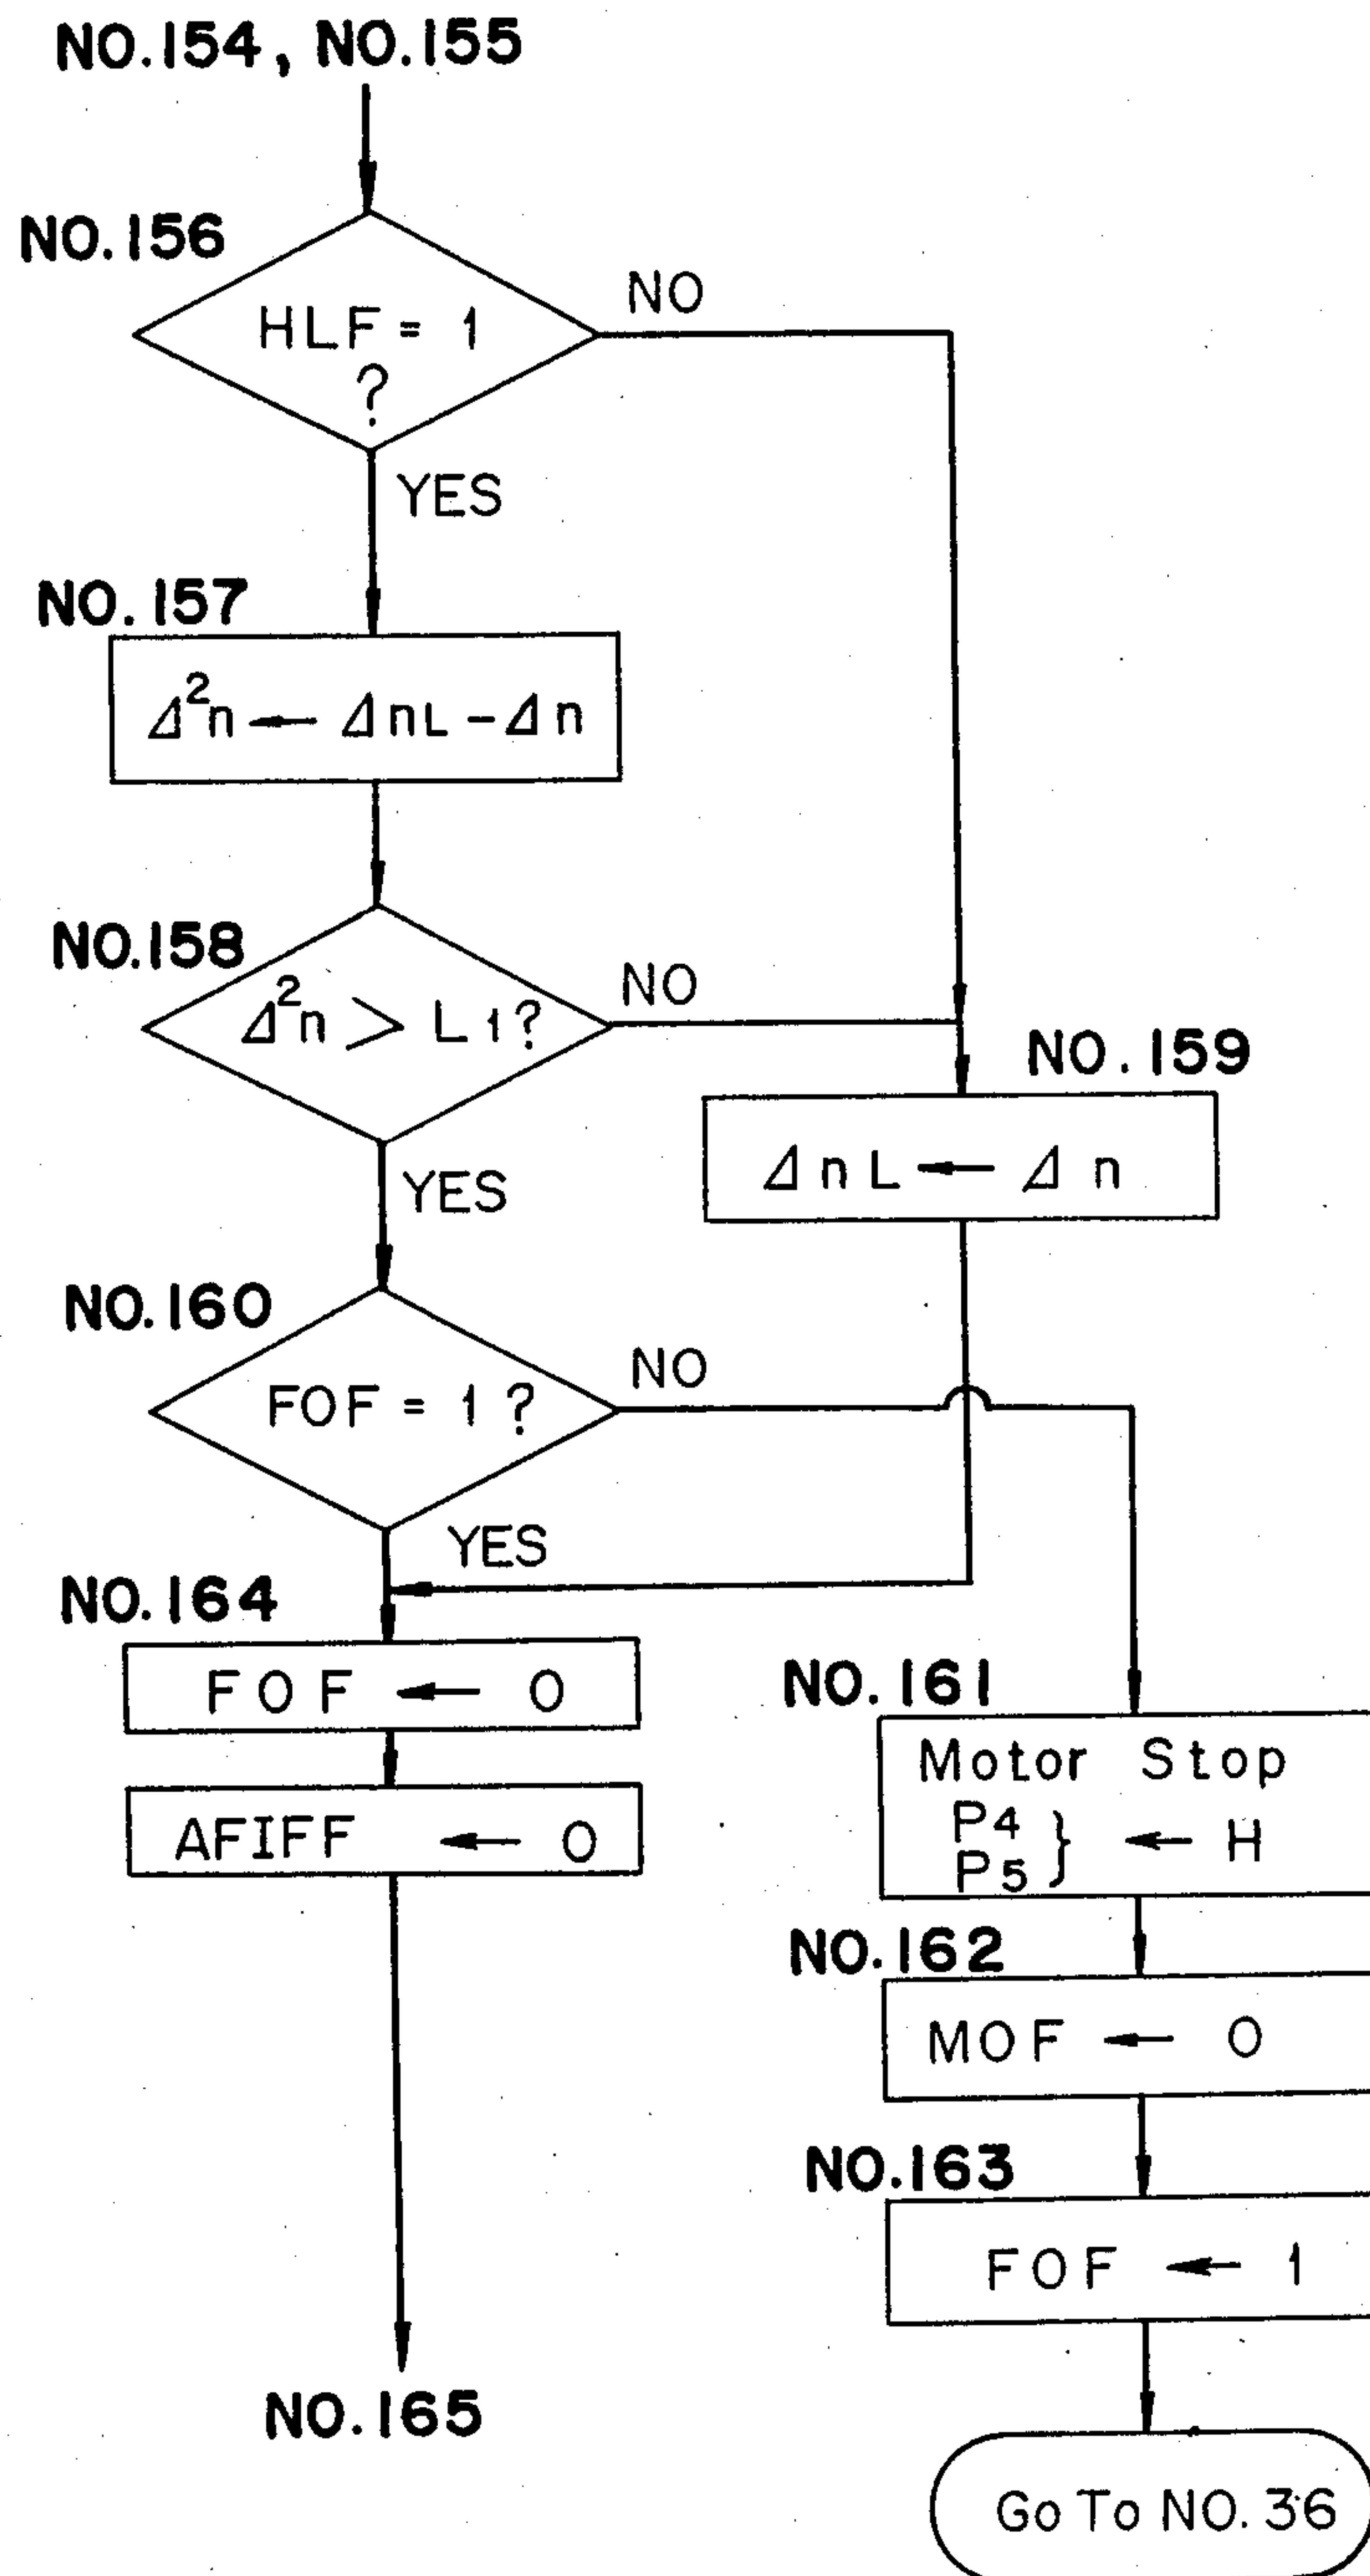 NO.154, NO.155
NO.156
HLF = 1
?
NO
YES
NO.157
Δ²n ← ΔnL - Δn
NO.158
Δ²n > L1?
NO
YES
NO.159
ΔnL ← Δn
NO.160
FOF = 1 ?
NO
YES
NO.164
FOF ← 0
AFIFF ← 0
NO.165
NO.161
Motor Stop
P4
P5 } ← H
NO.162
MOF ← 0
NO.163
FOF ← 1
Go To NO.36